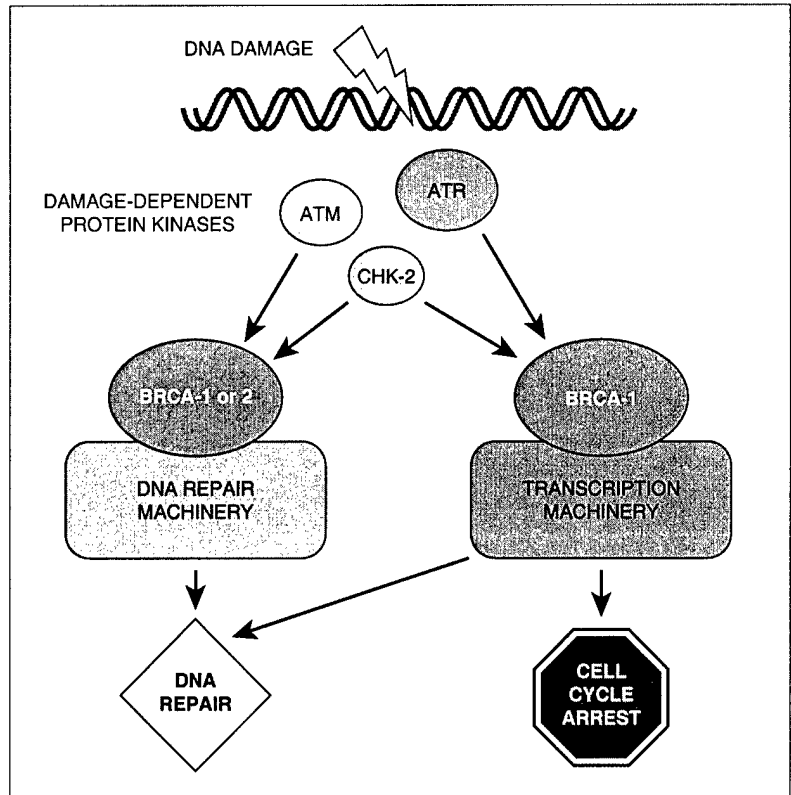 DNA DAMAGE
DAMAGE-DEPENDENT
PROTEIN KINASES
ATM
ATR
CHK-2
BRCA-1 or 2
BRCA-1
DNA REPAIR
MACHINERY
TRANSCRIPTION
MACHINERY
DNA
REPAIR
CELL
CYCLE
ARREST